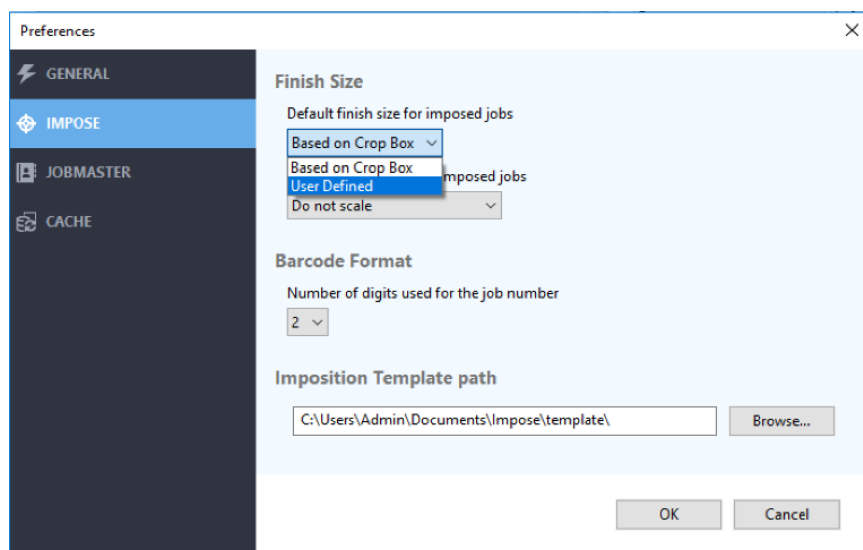 Preferences
GENERAL
IMPOSE
JOBMASTER
CACHE
Finish Size
Default finish size for imposed jobs
Based on Crop Box
Based on Crop Box
User Defined
mposed jobs
Do not scale
Barcode Format
Number of digits used for the job number
2
Imposition Template path
C:\Users\Admin\Documents\Impose\template\
Browse...
OK
Cancel